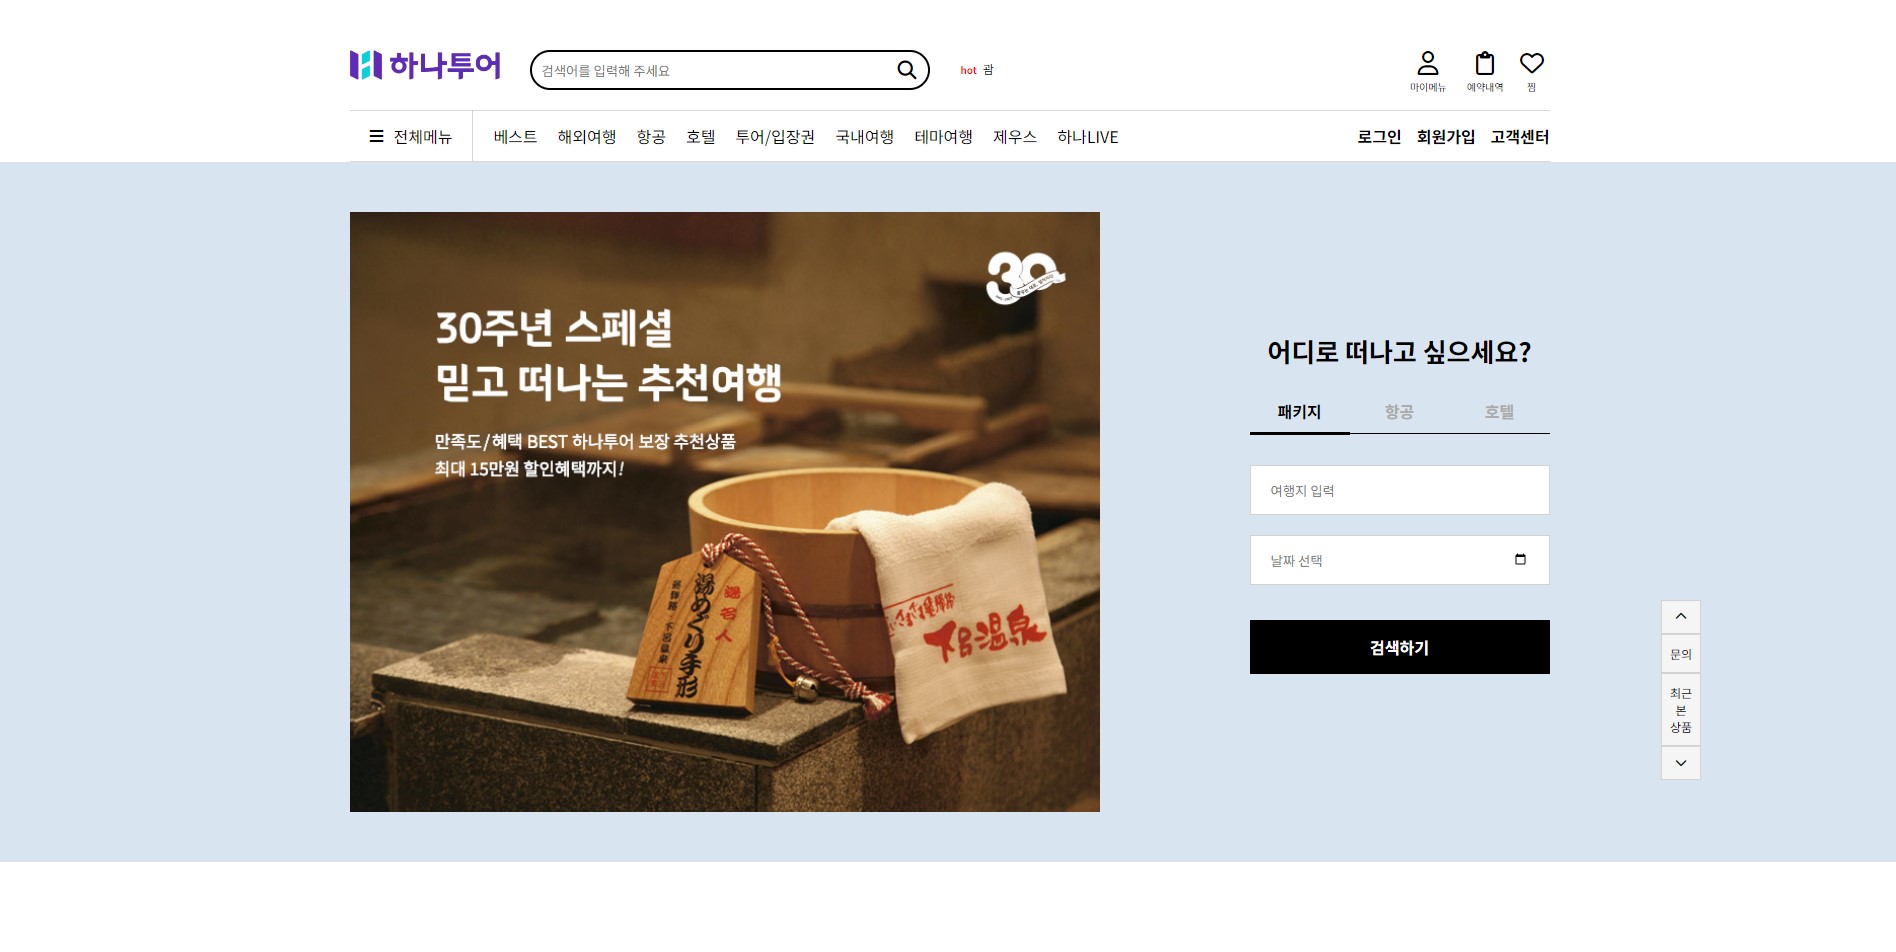 하나투어
검색어를 입력해 주세요
hot 괌
마이메뉴 예약내역 찜
전체메뉴 베스트 해외여행 항공 호텔 투어/입장권 국내여행 테마여행 제우스 하나LIVE
로그인 회원가입 고객센터
30
30주년 스페셜
믿고 떠나는 추천여행
만족도/혜택 BEST 하나투어 보장 추천상품
최대 15만원 할인혜택까지!
湯名人
湯めぐり手形
下呂温泉
어디로 떠나고 싶으세요?
패키지 항공 호텔
여행지 입력
날짜 선택
검색하기
문의
최근
본
상품